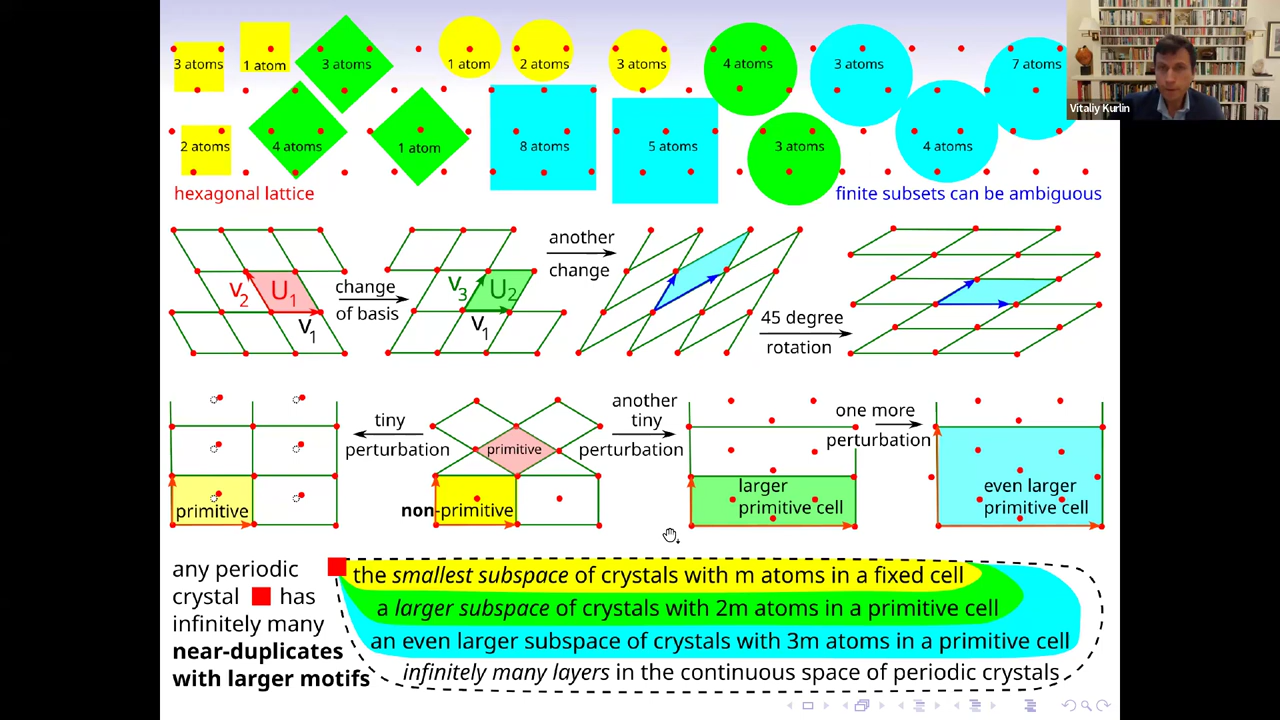 3 atoms
1 atom
3 atoms
1 atom
2 atoms
3 atoms
4 atoms
3 atoms
7 atoms
Vitaliy Kurlin
2 atoms
4 atoms
1 atom
8 atoms
5 atoms
3 atoms
4 atoms
hexagonal lattice
finite subsets can be ambiguous
v2 U1 v1
change
of basis
v3 U2 v1
another
change
45 degree
rotation
primitive
tiny
perturbation
primitive
non-primitive
another
tiny
perturbation
larger
primitive cell
one more
perturbation
even larger
primitive cell
any periodic
crystal has
infinitely many
near-duplicates
with larger motifs
the smallest subspace of crystals with m atoms in a fixed cell
a larger subspace of crystals with 2m atoms in a primitive cell
an even larger subspace of crystals with 3m atoms in a primitive cell
infinitely many layers in the continuous space of periodic crystals